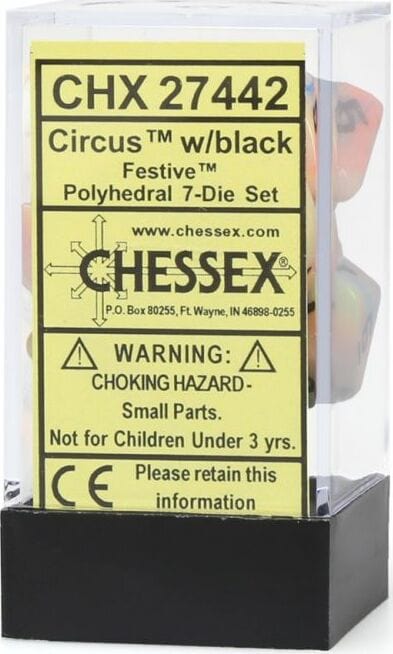 CHX 27442
Circus™ w/black
Festive™
Polyhedral 7-Die Set
www.chessex.com
CHESSEX®
P.O. Box 80255, Ft. Wayne, IN 46898-0255
WARNING:
CHOKING HAZARD-
Small Parts.
Not for Children Under 3 yrs.
CE Please retain this
information